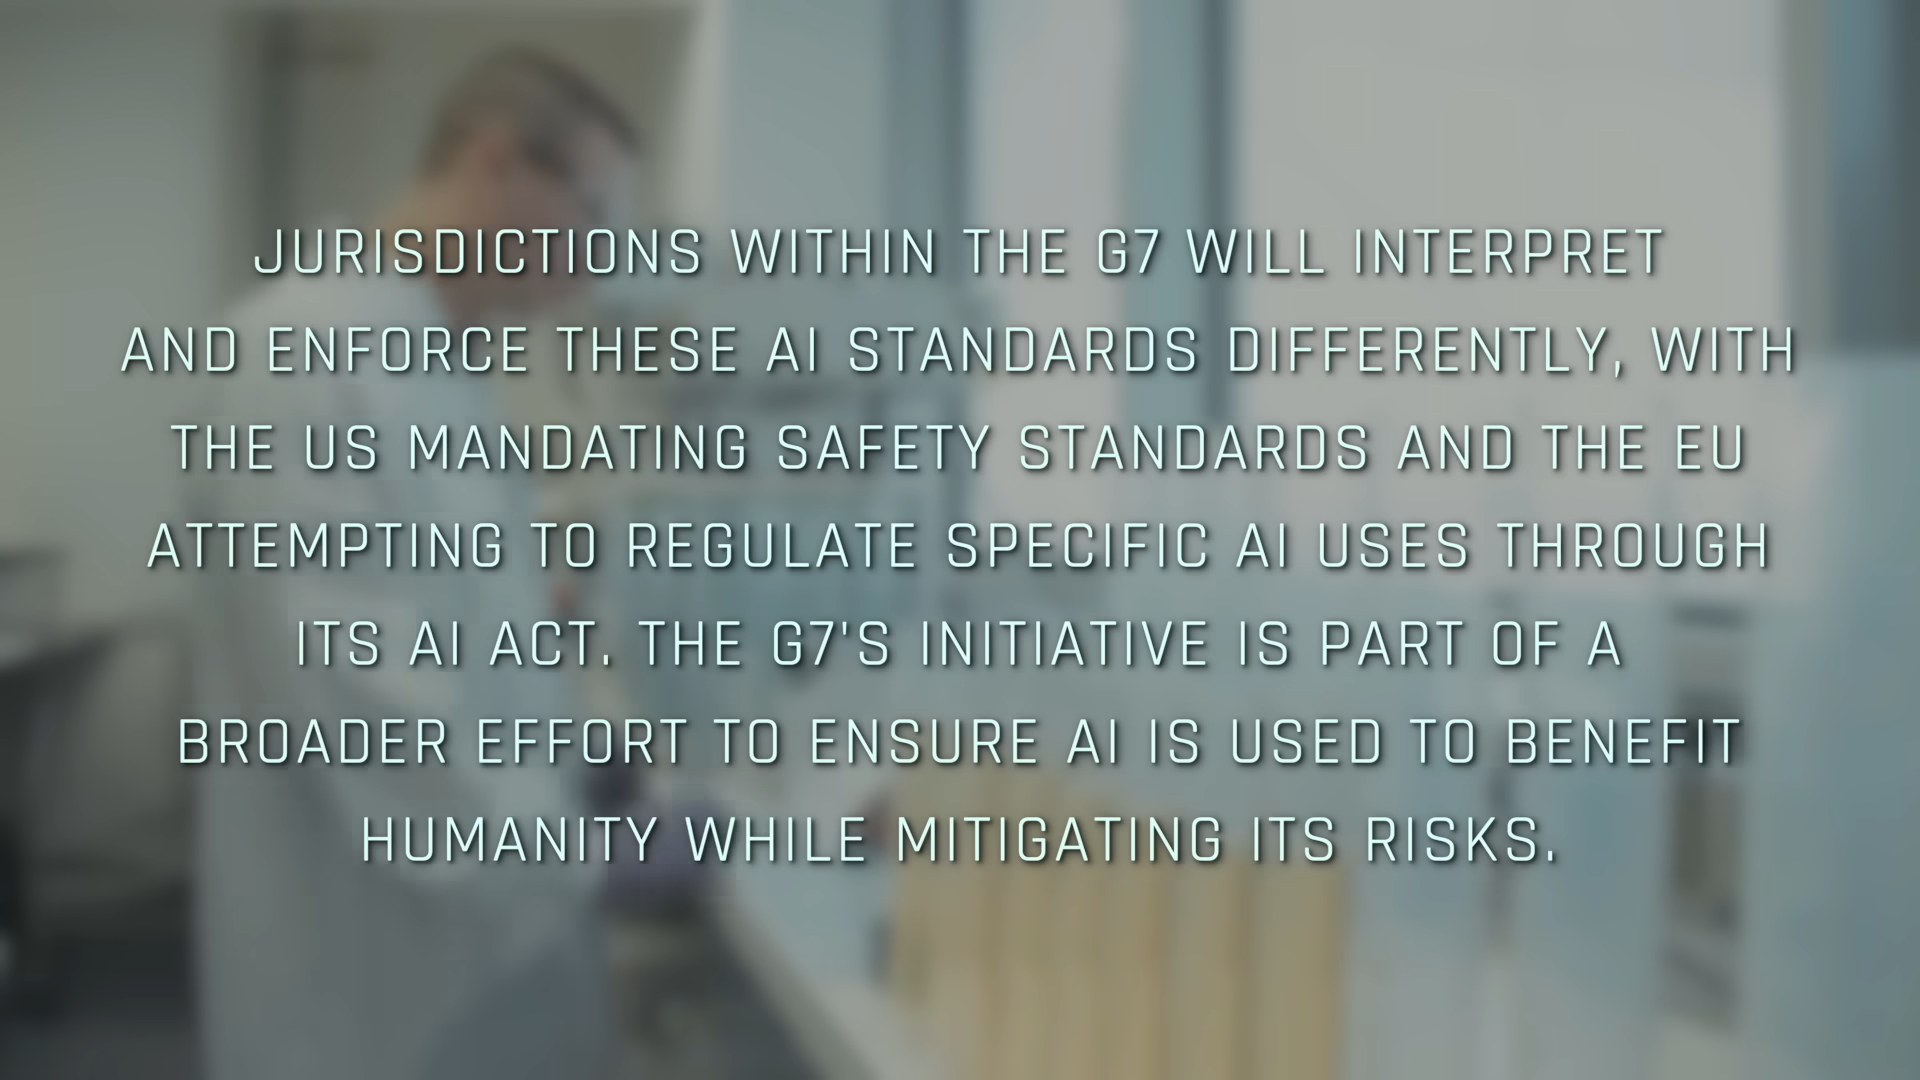 JURISDICTIONS WITHIN THE G7 WILL INTERPRET
AND ENFORCE THESE AI STANDARDS DIFFERENTLY, WITH
THE US MANDATING SAFETY STANDARDS AND THE EU
ATTEMPTING TO REGULATE SPECIFIC AI USES THROUGH
ITS AI ACT. THE G7'S INITIATIVE IS PART OF A
BROADER EFFORT TO ENSURE AI IS USED TO BENEFIT
HUMANITY WHILE MITIGATING ITS RISKS.